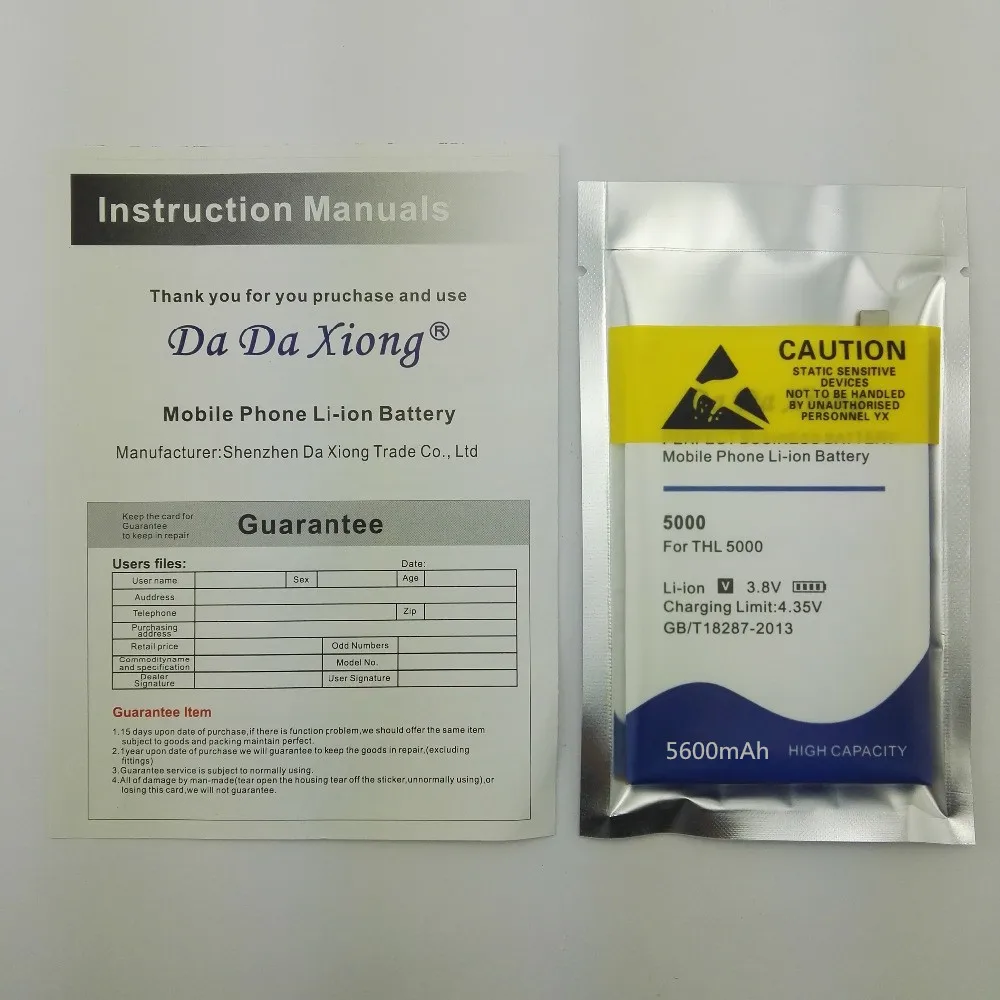 Instruction Manuals
Thank you for you pruchase and use
Da Da Xiong®
Mobile Phone Li-ion Battery
Manufacturer:Shenzhen Da Xiong Trade Co., Ltd
Keep the card for
Guarantee
to keep in repair
Guarantee
Users files:
Date:
User name
Sex
Age
Auddress
Telephone
Zip
Purchasing
address
Retail price
Odd Numbers
Commodityname
and specification
Model No.
Dealer
Signature
User Signature
Guarantee Item
1.15 days upon date of purchase,if there is function problem,we should offer the same item
subject to goods and packing maintain perfect.
2.1year upon date of purchase we will guarantee to keep the goods in repair,(excluding
fittings)
3.Guarantee service is subject to normally using.
4.All of damage by man-made(tear open the housing tear off the sticker,unnormally using),or
losing this card,we will not guarantee.
CAUTION
STATIC SENSITIVE
DEVICES
NOT TO BE HANDLED
BY UNAUTHORISED
PERSONNEL YX
Mobile Phone Li-ion Battery
5000
For THL 5000
Li-ion V 3.8V
Charging Limit:4.35V
GB/T18287-2013
5600mAh HIGH CAPACITY